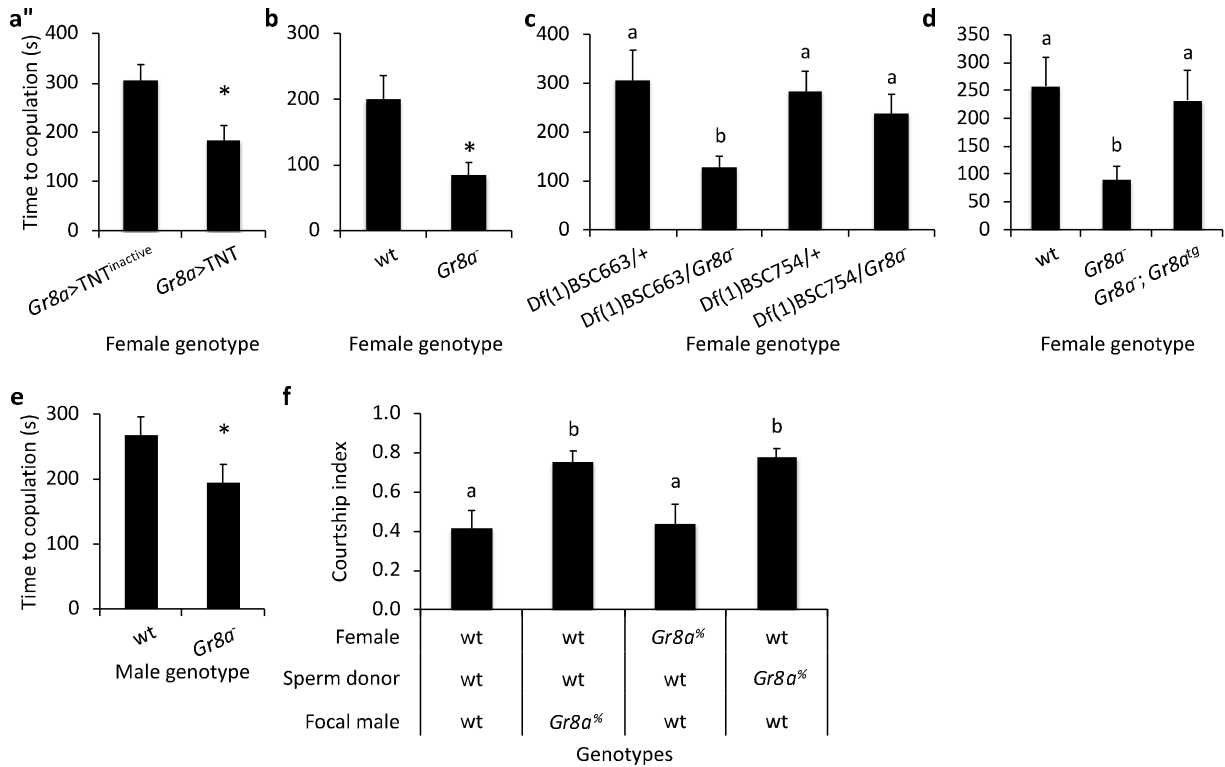 a"
Time to copulation (s)
400
300
200
100
0
*
Gr8a>TNTinactive
Gr8a>TNT
Female genotype
b
300
200
100
0
*
wt
Gr8a-
Female genotype
c
400
300
200
100
0
a
b
a
a
Df(1)BSC663/+
Df(1)BSC663/Gr8a-
Df(1)BSC754/+
Df(1)BSC754/Gr8a-
Female genotype
d
350
300
250
200
150
100
50
0
a
b
a
wt
Gr8a-
Gr8a-; Gr8atg
Female genotype
e
Time to copulation (s)
300
200
100
0
*
wt
Gr8a-
Male genotype
f
Courtship index
1.0
0.8
0.6
0.4
0.2
0.0
a
b
a
b
Female wt wt Gr8a% wt
Sperm donor wt wt wt Gr8a%
Focal male wt Gr8a% wt wt
Genotypes